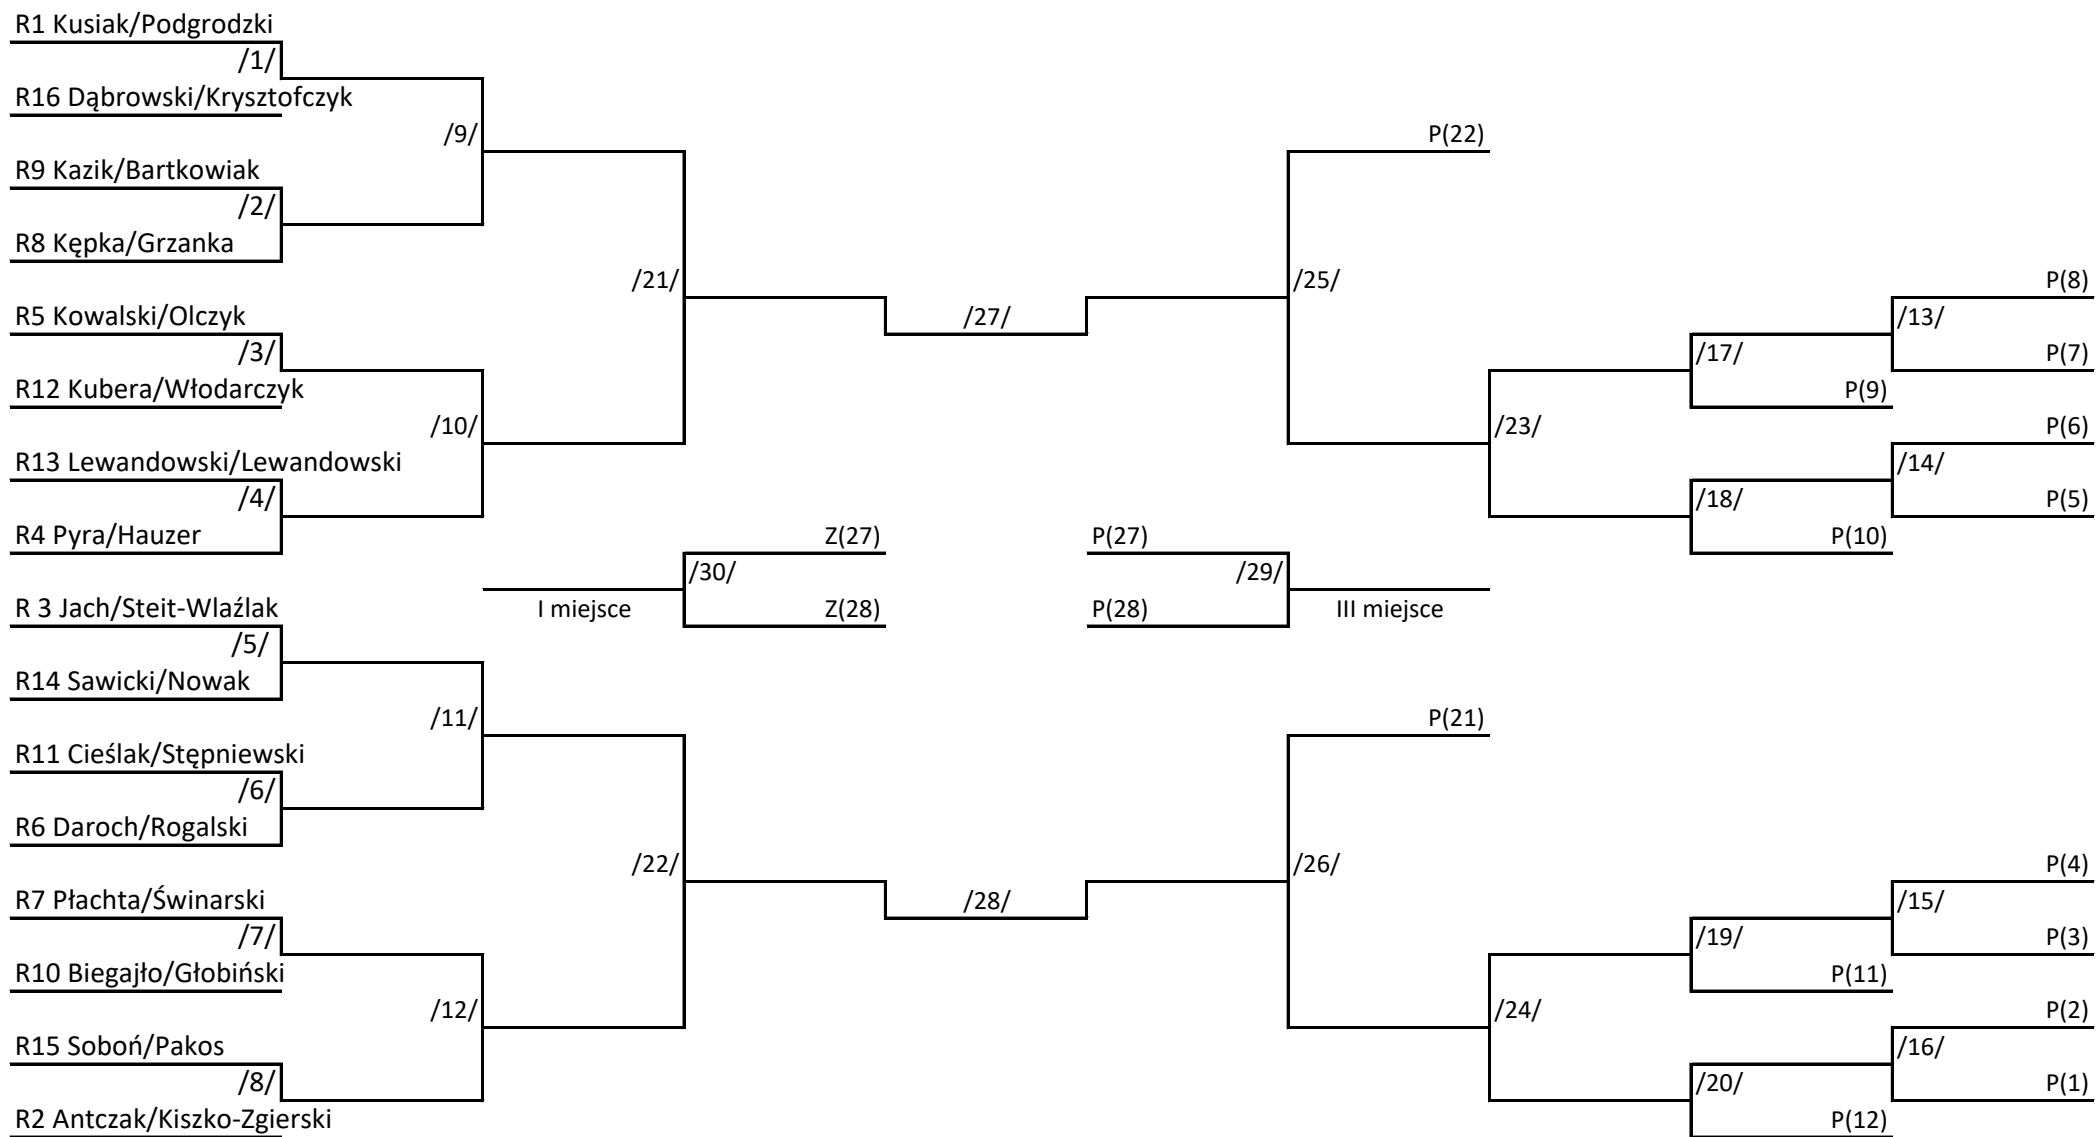 R1 Kusiak/Podgrodzki
/1/
R16 Dąbrowski/Krysztofczyk
/9/
P(22)
R9 Kazik/Bartkowiak
/2/
R8 Kępka/Grzanka
/21/
/25/
P(8)
R5 Kowalski/Olczyk
/27/
/13/
/3/
/17/
P(7)
R12 Kubera/Włodarczyk
P(9)
/10/
/23/
P(6)
R13 Lewandowski/Lewandowski
/14/
/4/
/18/
P(5)
R4 Pyra/Hauzer
Z(27)
P(27)
P(10)
/30/
/29/
R 3 Jach/Steit-Wlaźlak
I miejsce
Z(28)
P(28)
III miejsce
/5/
R14 Sawicki/Nowak
/11/
P(21)
R11 Cieślak/Stępniewski
/6/
R6 Daroch/Rogalski
/22/
/26/
P(4)
R7 Płachta/Świnarski
/28/
/15/
/7/
/19/
P(3)
R10 Biegajło/Głobiński
P(11)
/12/
/24/
P(2)
R15 Soboń/Pakos
/16/
/8/
/20/
P(1)
R2 Antczak/Kiszko-Zgierski
P(12)